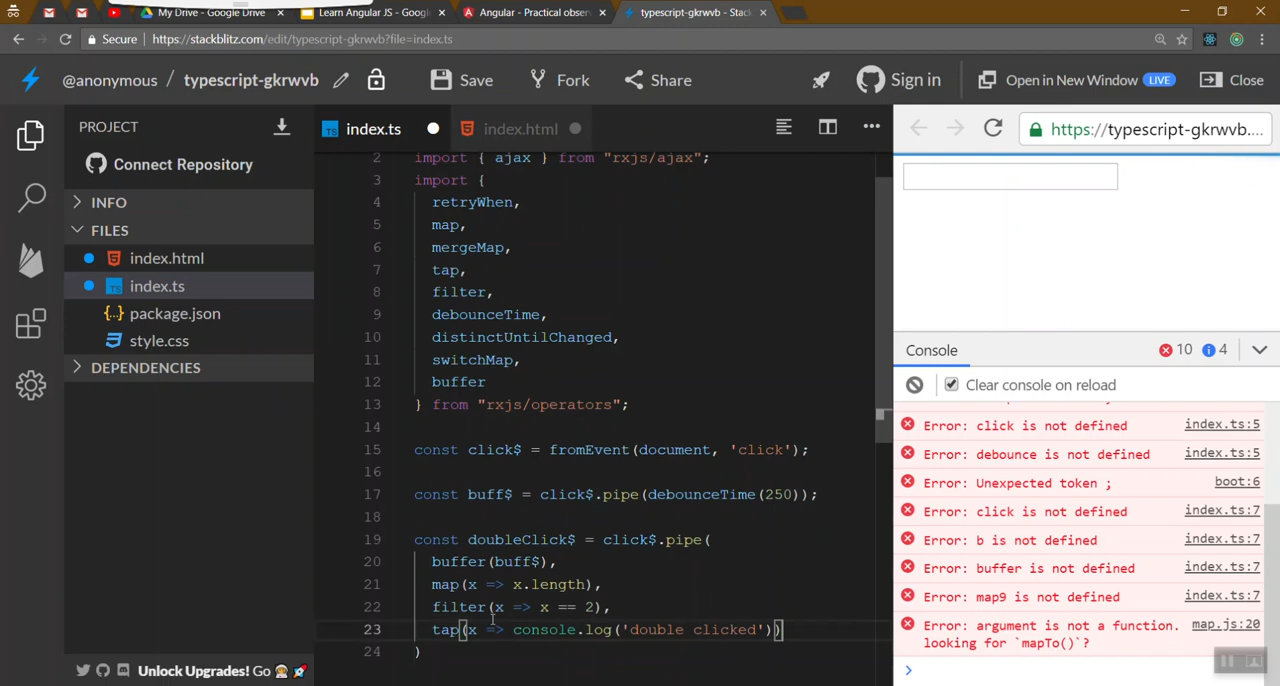 My Drive - Google Drive
Learn Angular JS - Google
Angular - Practical obser
typescript-gkrwvb - Stack
Secure
https://stackblitz.com/edit/typescript-gkrwvb?file=index.ts
@anonymous / typescript-gkrwvb
Save
Fork
Share
Sign in
Open in New Window LIVE
Close
PROJECT
Connect Repository
INFO
FILES
index.html
index.ts
package.json
style.css
DEPENDENCIES
Unlock Upgrades! Go
TS index.ts
index.html
2 import { ajax } from "rxjs/ajax";
3 import {
4 retryWhen,
5 map,
6 mergeMap,
7 tap,
8 filter,
9 debounceTime,
10 distinctUntilChanged,
11 switchMap,
12 buffer
13 } from "rxjs/operators";
14
15 const click$ = fromEvent(document, 'click');
16
17 const buff$ = click$.pipe(debounceTime(250));
18
19 const doubleClick$ = click$.pipe(
20 buffer(buff$),
21 map(x => x.length),
22 filter(x => x == 2),
23 tap(x => console.log('double clicked'))
24 )
https://typescript-gkrwvb....
Console
10
4
Clear console on reload
Error: click is not defined index.ts:5
Error: debounce is not defined index.ts:5
Error: Unexpected token ; boot:6
Error: click is not defined index.ts:7
Error: b is not defined index.ts:7
Error: buffer is not defined index.ts:7
Error: map9 is not defined index.ts:7
Error: argument is not a function. map.js:20
looking for `mapTo()`?